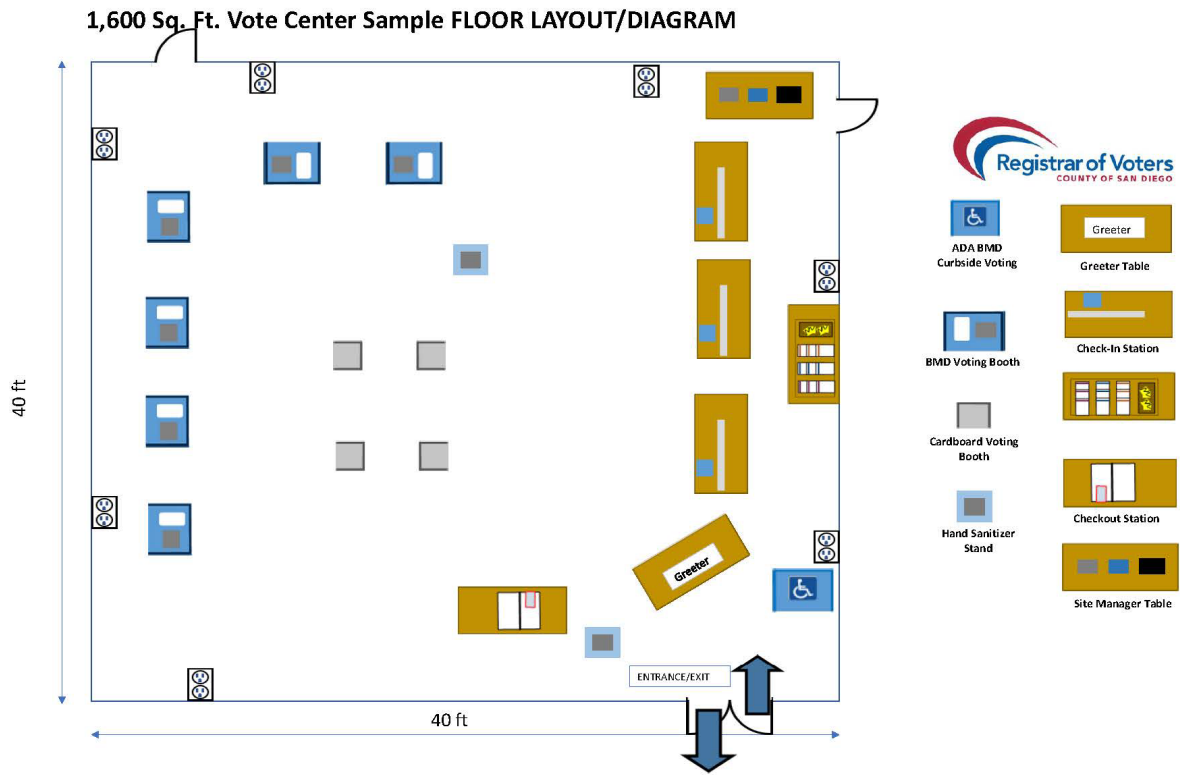 1,600 Sq. Ft. Vote Center Sample FLOOR LAYOUT/DIAGRAM
Registrar of Voters
COUNTY OF SAN DIEGO
ADA BMD
Curbside Voting
Greeter
Greeter Table
BMD Voting Booth
Check-In Station
Cardboard Voting
Booth
Checkout Station
Hand Sanitizer
Stand
Site Manager Table
40 ft
Greeter
ENTRANCE/EXIT
40 ft